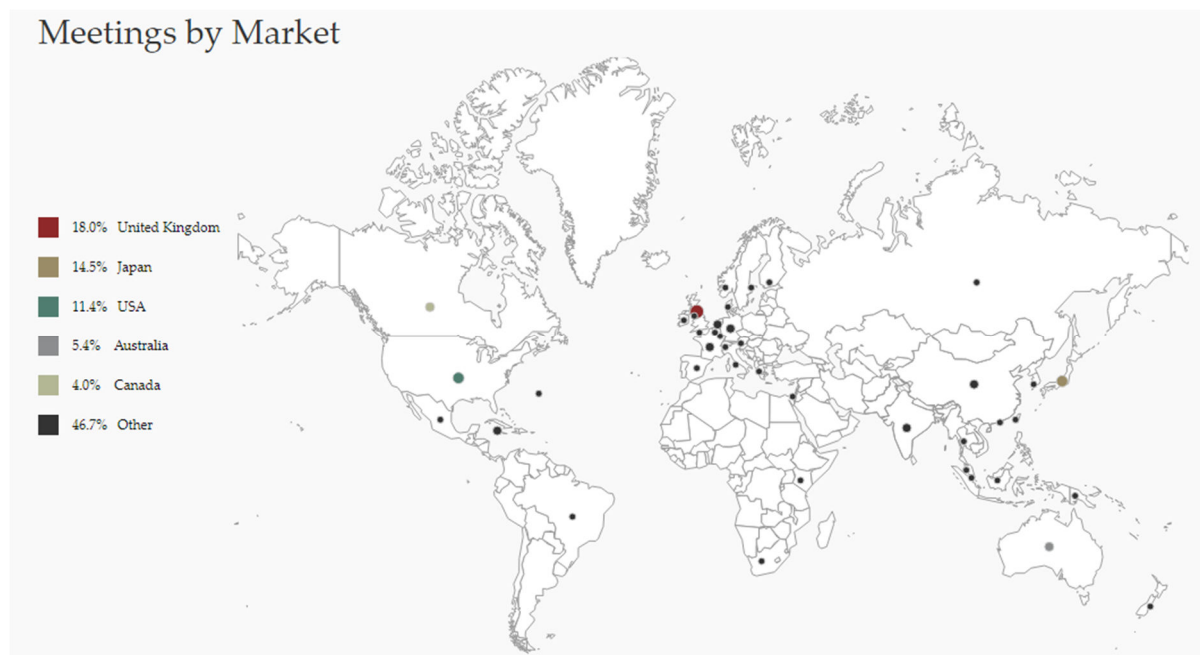 Meetings by Market
18.0% United Kingdom
14.5% Japan
11.4% USA
5.4% Australia
4.0% Canada
46.7% Other